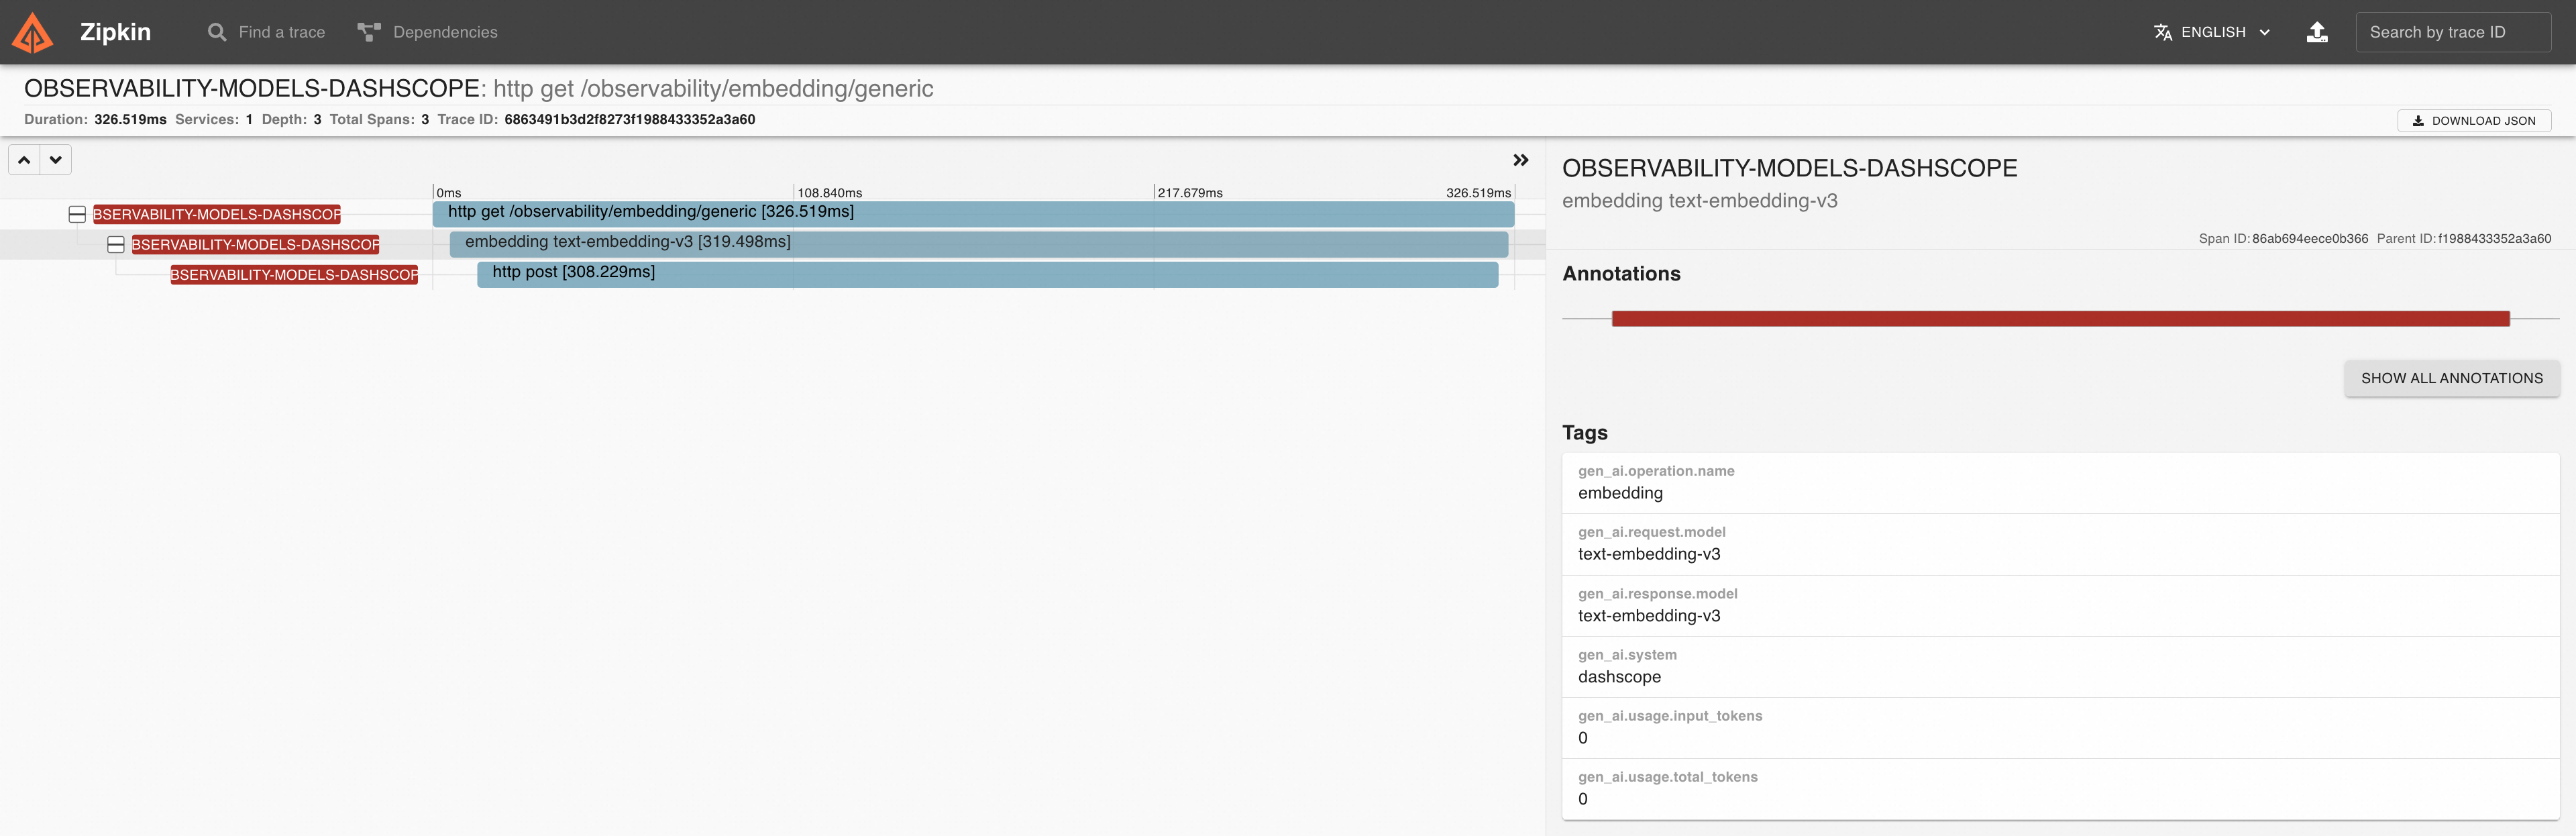 Zipkin
Find a trace
Dependencies
ENGLISH
Search by trace ID
OBSERVABILITY-MODELS-DASHSCOPE: http get /observability/embedding/generic
Duration: 326.519ms Services: 1 Depth: 3 Total Spans: 3 Trace ID: 6863491b3d2f8273f1988433352a3a60
DOWNLOAD JSON
0ms 108.840ms 217.679ms 326.519ms
BSERVABILITY-MODELS-DASHSCOP http get /observability/embedding/generic [326.519ms]
BSERVABILITY-MODELS-DASHSCOP embedding text-embedding-v3 [319.498ms]
BSERVABILITY-MODELS-DASHSCOP http post [308.229ms]
OBSERVABILITY-MODELS-DASHSCOPE
embedding text-embedding-v3
Span ID: 86ab694eece0b366 Parent ID: f1988433352a3a60
Annotations
SHOW ALL ANNOTATIONS
Tags
gen_ai.operation.name
embedding
gen_ai.request.model
text-embedding-v3
gen_ai.response.model
text-embedding-v3
gen_ai.system
dashscope
gen_ai.usage.input_tokens
0
gen_ai.usage.total_tokens
0